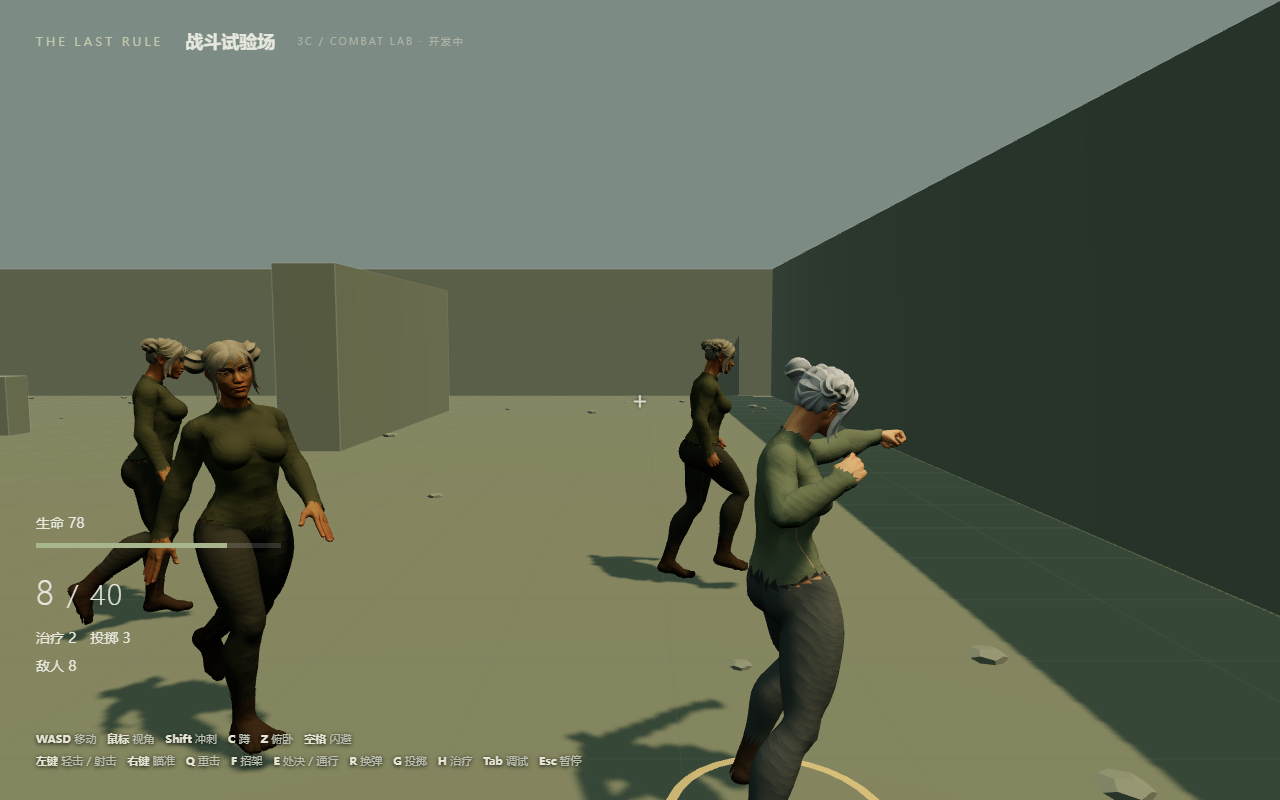 THE LAST RULE 战斗试验场 3C / COMBAT LAB · 开发中
生命 78
8 / 40
治疗 2 投掷 3
敌人 8
WASD 移动 鼠标 视角 Shift 冲刺 C 蹲 Z 俯卧 空格 闪避
左键 轻击 / 射击 右键 瞄准 Q 重击 F 招架 E 处决 / 通行 R 换弹 G 投掷 H 治疗 Tab 调试 Esc 暂停